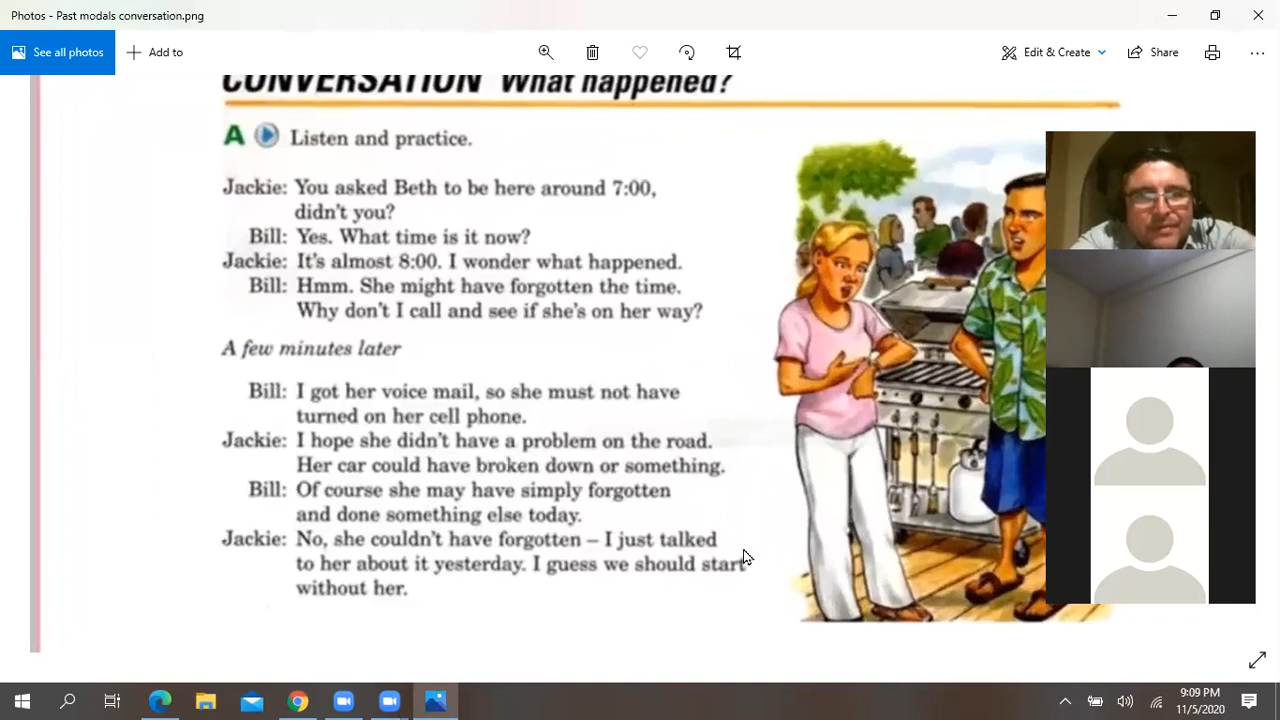 Photos - Past modals conversation.png
See all photos
Add to
Edit & Create
Share
CONVERSATION What happened?
A Listen and practice.
Jackie: You asked Beth to be here around 7:00,
didn't you?
Bill: Yes. What time is it now?
Jackie: It's almost 8:00. I wonder what happened.
Bill: Hmm. She might have forgotten the time.
Why don't I call and see if she's on her way?
A few minutes later
Bill: I got her voice mail, so she must not have
turned on her cell phone.
Jackie: I hope she didn't have a problem on the road.
Her car could have broken down or something.
Bill: Of course she may have simply forgotten
and done something else today.
Jackie: No, she couldn't have forgotten – I just talked
to her about it yesterday. I guess we should start
without her.
9:09 PM
11/5/2020